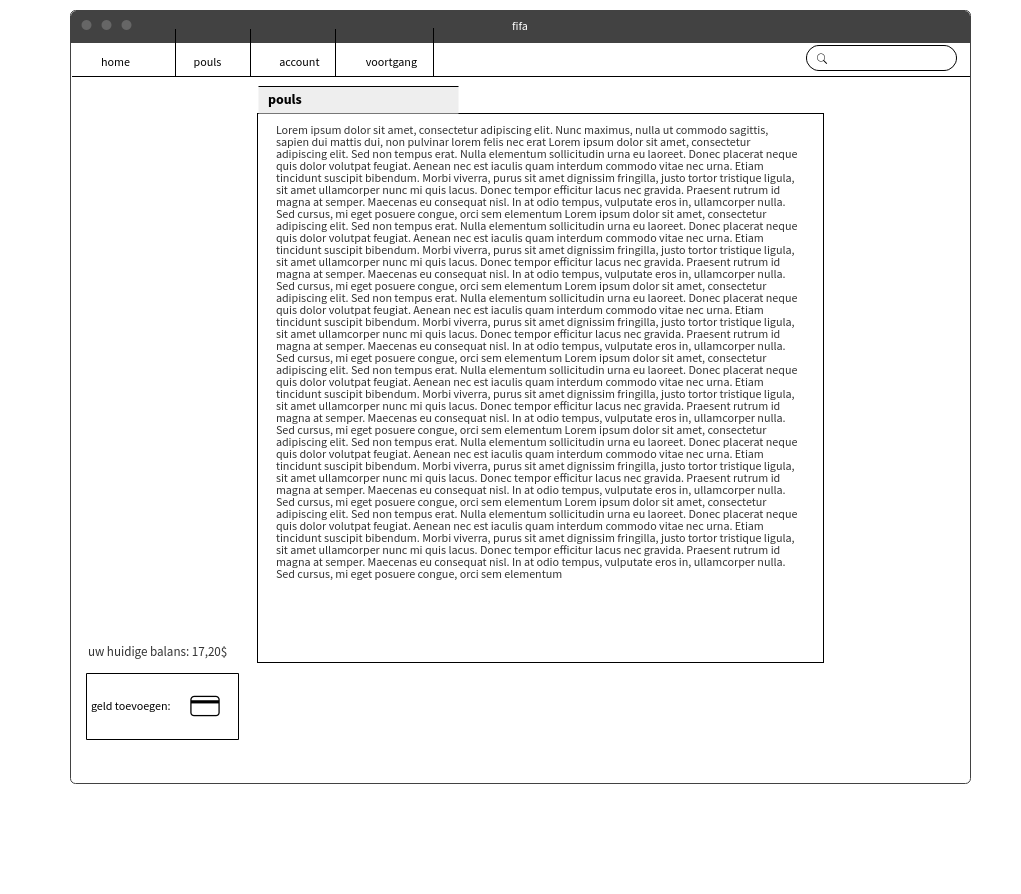 fifa
home pouls account voortgang
pouls
Lorem ipsum dolor sit amet, consectetur adipiscing elit. Nunc maximus, nulla ut commodo sagittis,
sapien dui mattis dui, non pulvinar lorem felis nec erat Lorem ipsum dolor sit amet, consectetur
adipiscing elit. Sed non tempus erat. Nulla elementum sollicitudin urna eu laoreet. Donec placerat neque
quis dolor volutpat feugiat. Aenean nec est iaculis quam interdum commodo vitae nec urna. Etiam
tincidunt suscipit bibendum. Morbi viverra, purus sit amet dignissim fringilla, justo tortor tristique ligula,
sit amet ullamcorper nunc mi quis lacus. Donec tempor efficitur lacus nec gravida. Praesent rutrum id
magna at semper. Maecenas eu consequat nisl. In at odio tempus, vulputate eros in, ullamcorper nulla.
Sed cursus, mi eget posuere congue, orci sem elementum Lorem ipsum dolor sit amet, consectetur
adipiscing elit. Sed non tempus erat. Nulla elementum sollicitudin urna eu laoreet. Donec placerat neque
quis dolor volutpat feugiat. Aenean nec est iaculis quam interdum commodo vitae nec urna. Etiam
tincidunt suscipit bibendum. Morbi viverra, purus sit amet dignissim fringilla, justo tortor tristique ligula,
sit amet ullamcorper nunc mi quis lacus. Donec tempor efficitur lacus nec gravida. Praesent rutrum id
magna at semper. Maecenas eu consequat nisl. In at odio tempus, vulputate eros in, ullamcorper nulla.
Sed cursus, mi eget posuere congue, orci sem elementum Lorem ipsum dolor sit amet, consectetur
adipiscing elit. Sed non tempus erat. Nulla elementum sollicitudin urna eu laoreet. Donec placerat neque
quis dolor volutpat feugiat. Aenean nec est iaculis quam interdum commodo vitae nec urna. Etiam
tincidunt suscipit bibendum. Morbi viverra, purus sit amet dignissim fringilla, justo tortor tristique ligula,
sit amet ullamcorper nunc mi quis lacus. Donec tempor efficitur lacus nec gravida. Praesent rutrum id
magna at semper. Maecenas eu consequat nisl. In at odio tempus, vulputate eros in, ullamcorper nulla.
Sed cursus, mi eget posuere congue, orci sem elementum Lorem ipsum dolor sit amet, consectetur
adipiscing elit. Sed non tempus erat. Nulla elementum sollicitudin urna eu laoreet. Donec placerat neque
quis dolor volutpat feugiat. Aenean nec est iaculis quam interdum commodo vitae nec urna. Etiam
tincidunt suscipit bibendum. Morbi viverra, purus sit amet dignissim fringilla, justo tortor tristique ligula,
sit amet ullamcorper nunc mi quis lacus. Donec tempor efficitur lacus nec gravida. Praesent rutrum id
magna at semper. Maecenas eu consequat nisl. In at odio tempus, vulputate eros in, ullamcorper nulla.
Sed cursus, mi eget posuere congue, orci sem elementum Lorem ipsum dolor sit amet, consectetur
adipiscing elit. Sed non tempus erat. Nulla elementum sollicitudin urna eu laoreet. Donec placerat neque
quis dolor volutpat feugiat. Aenean nec est iaculis quam interdum commodo vitae nec urna. Etiam
tincidunt suscipit bibendum. Morbi viverra, purus sit amet dignissim fringilla, justo tortor tristique ligula,
sit amet ullamcorper nunc mi quis lacus. Donec tempor efficitur lacus nec gravida. Praesent rutrum id
magna at semper. Maecenas eu consequat nisl. In at odio tempus, vulputate eros in, ullamcorper nulla.
Sed cursus, mi eget posuere congue, orci sem elementum Lorem ipsum dolor sit amet, consectetur
adipiscing elit. Sed non tempus erat. Nulla elementum sollicitudin urna eu laoreet. Donec placerat neque
quis dolor volutpat feugiat. Aenean nec est iaculis quam interdum commodo vitae nec urna. Etiam
tincidunt suscipit bibendum. Morbi viverra, purus sit amet dignissim fringilla, justo tortor tristique ligula,
sit amet ullamcorper nunc mi quis lacus. Donec tempor efficitur lacus nec gravida. Praesent rutrum id
magna at semper. Maecenas eu consequat nisl. In at odio tempus, vulputate eros in, ullamcorper nulla.
Sed cursus, mi eget posuere congue, orci sem elementum
uw huidige balans: 17,20$
geld toevoegen: